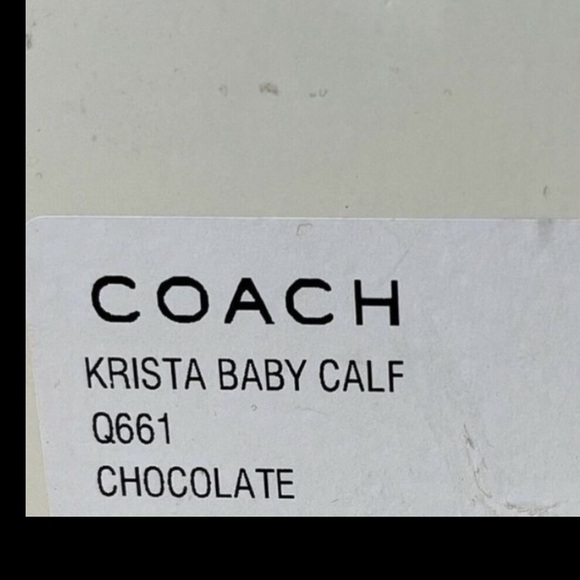 COACH
KRISTA BABY CALF
Q661
CHOCOLATE